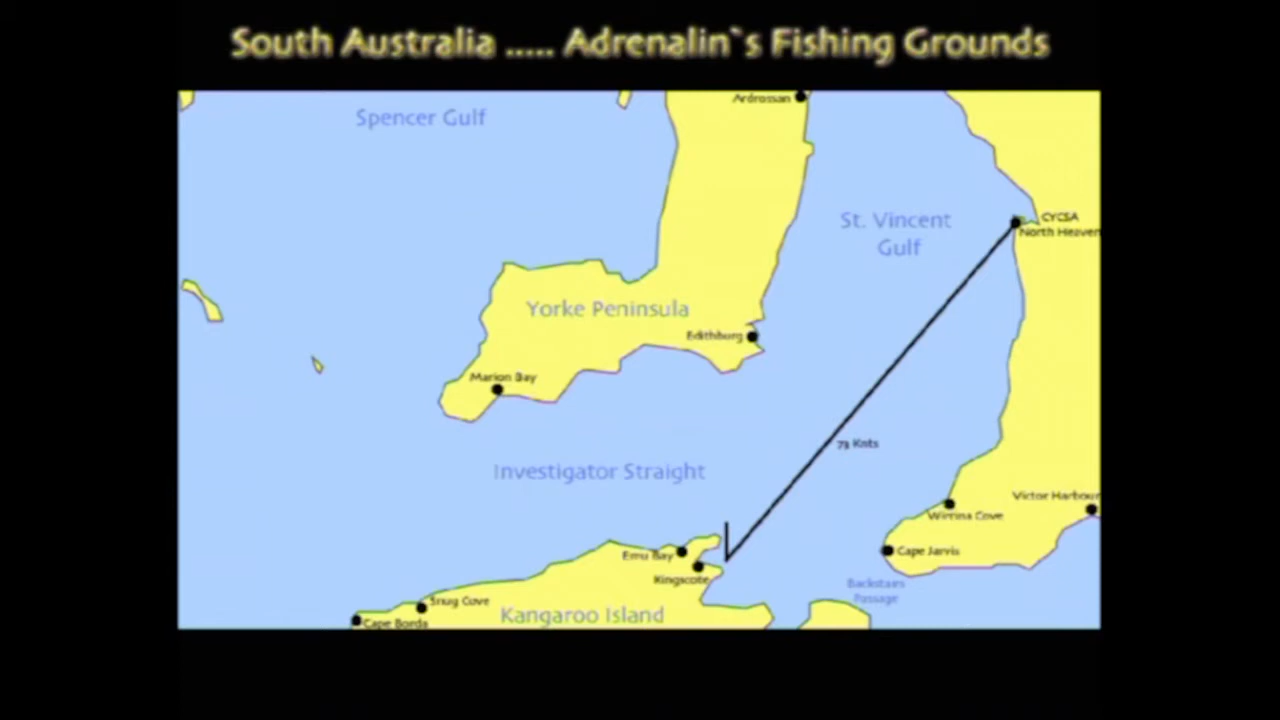 South Australia ..... Adrenalin`s Fishing Grounds
Ardrossan
Spencer Gulf
St. Vincent
Gulf
CYCSA
North Heaven
Yorke Peninsula
Edithburg
Marion Bay
73 Knts
Investigator Straight
Victor Harbour
Wirrina Cove
Cape Jarvis
Emu Bay
Kingscote
Backstairs
Passage
Snug Cove
Kangaroo Island
Cape Borda